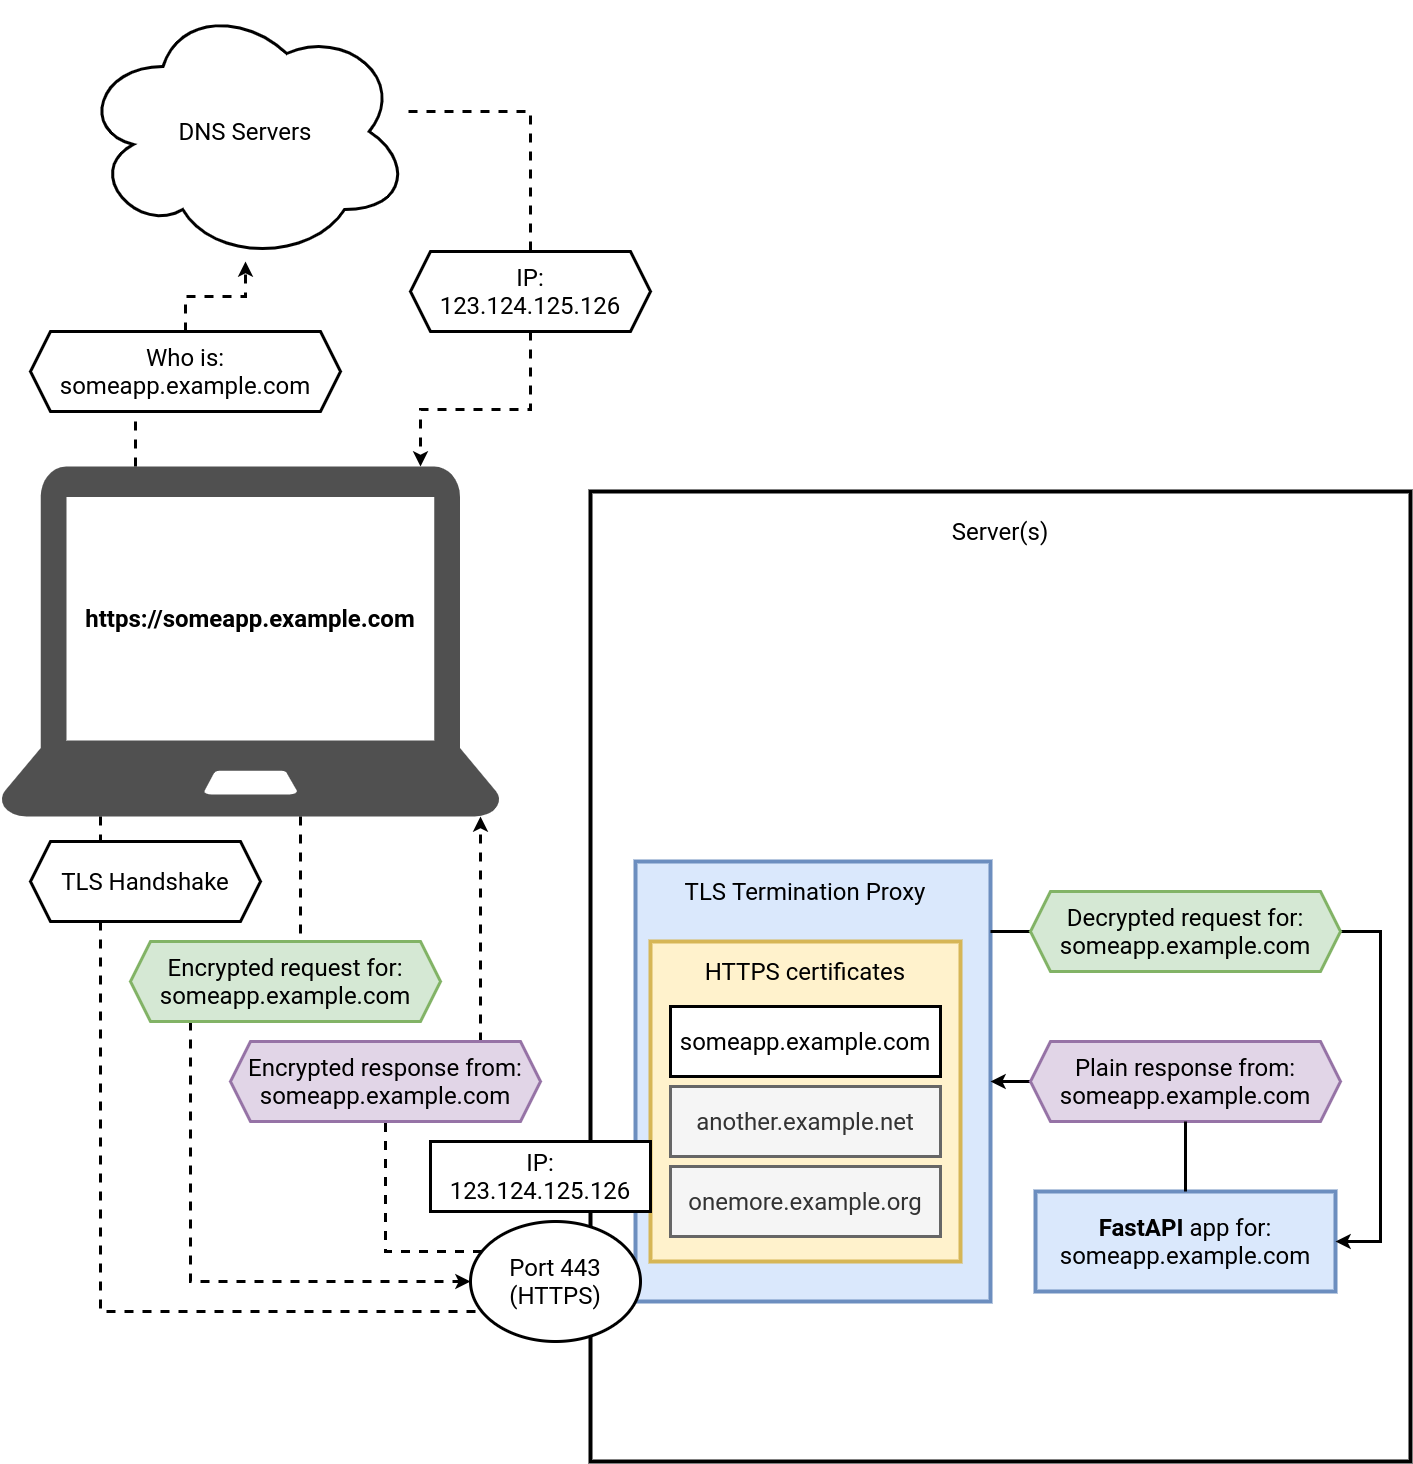 DNS Servers
IP:
123.124.125.126
Who is:
someapp.example.com
https://someapp.example.com
Server(s)
TLS Handshake
Encrypted request for:
someapp.example.com
Encrypted response from:
someapp.example.com
IP:
123.124.125.126
Port 443
(HTTPS)
TLS Termination Proxy
HTTPS certificates
someapp.example.com
another.example.net
onemore.example.org
Decrypted request for:
someapp.example.com
Plain response from:
someapp.example.com
FastAPI app for:
someapp.example.com